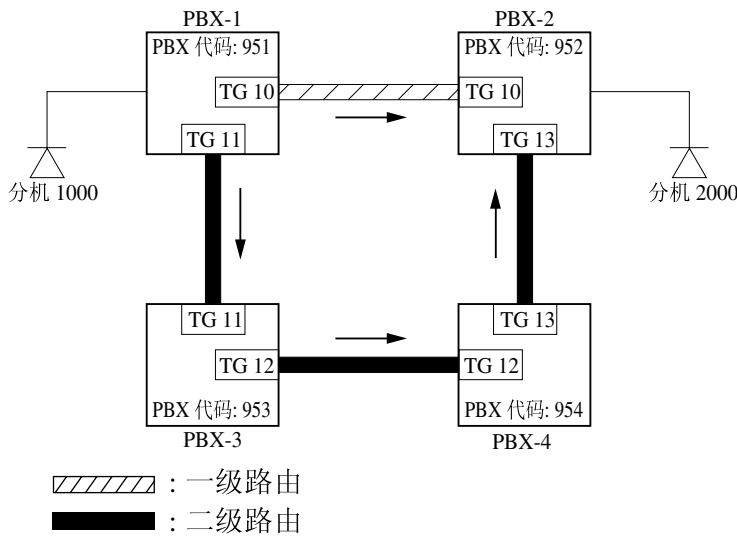 PBX-1
PBX-2
PBX 代码: 951
PBX 代码: 952
TG 10
TG 10
TG 11
TG 13
分机 1000
分机 2000
TG 11
TG 13
TG 12
TG 12
PBX 代码: 953
PBX 代码: 954
PBX-3
PBX-4
: 一级路由
: 二级路由